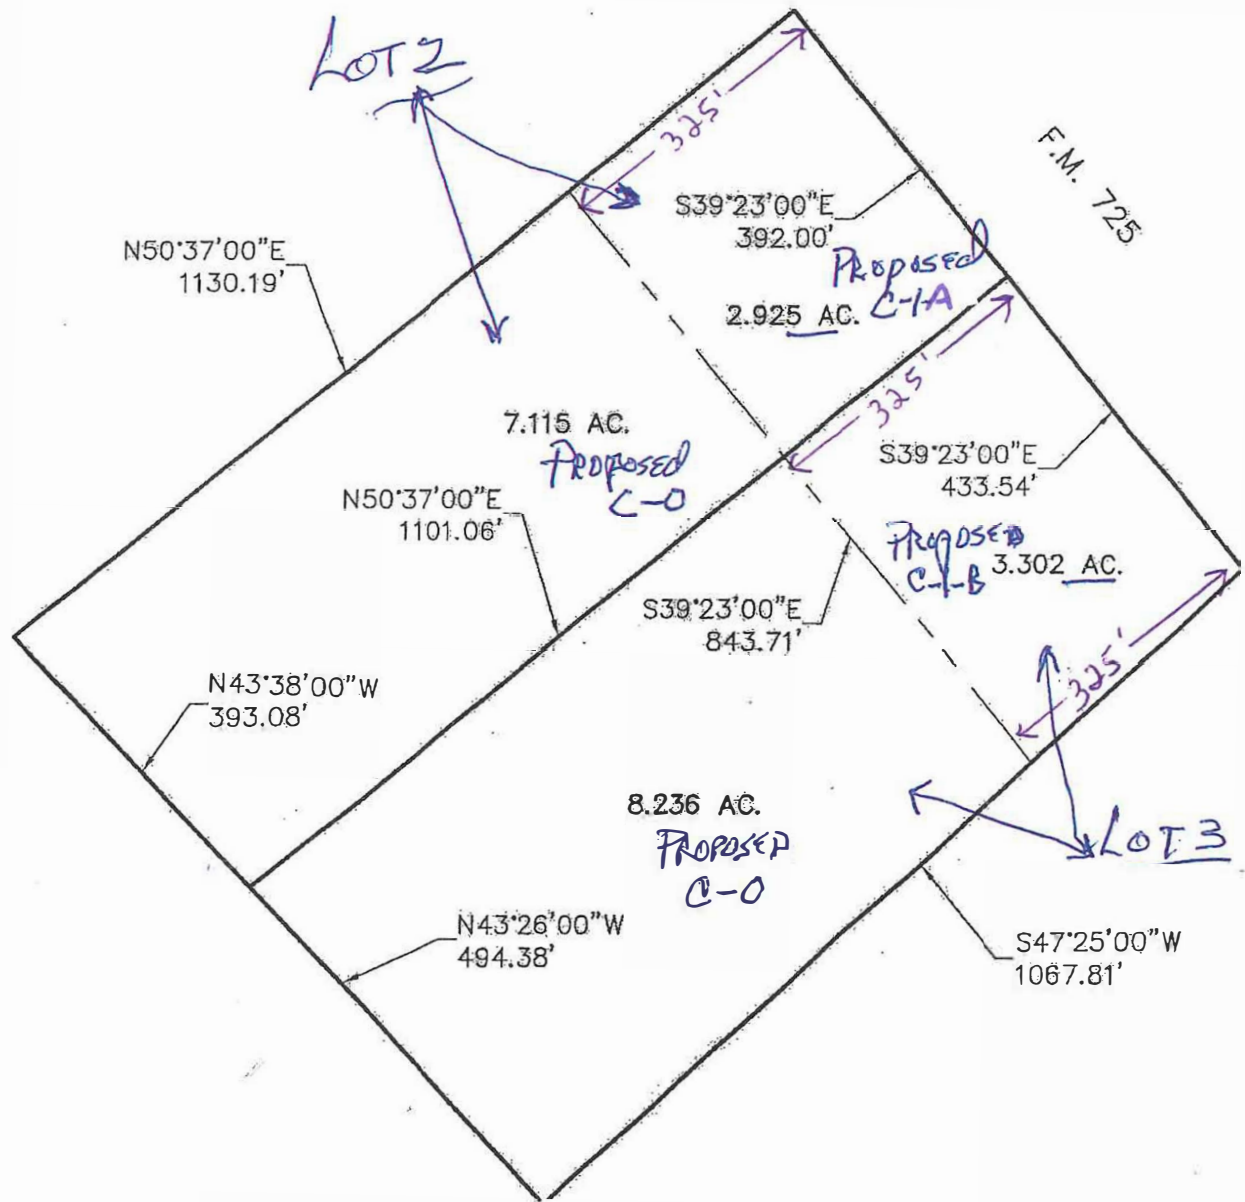 LOT 2
325'
F.M. 725
S39°23'00"E
392.00'
N50°37'00"E
1130.19'
PROPOSED
C-1-A
2.925 AC.
325'
7.115 AC.
PROPOSED
C-O
S39°23'00"E
433.54'
N50°37'00"E
1101.06'
PROPOSED
C-1-B
3.302 AC.
S39°23'00"E
843.71'
325'
N43°38'00"W
393.08'
8.236 AC.
PROPOSED
C-O
LOT 3
N43°26'00"W
494.38'
S47°25'00"W
1067.81'